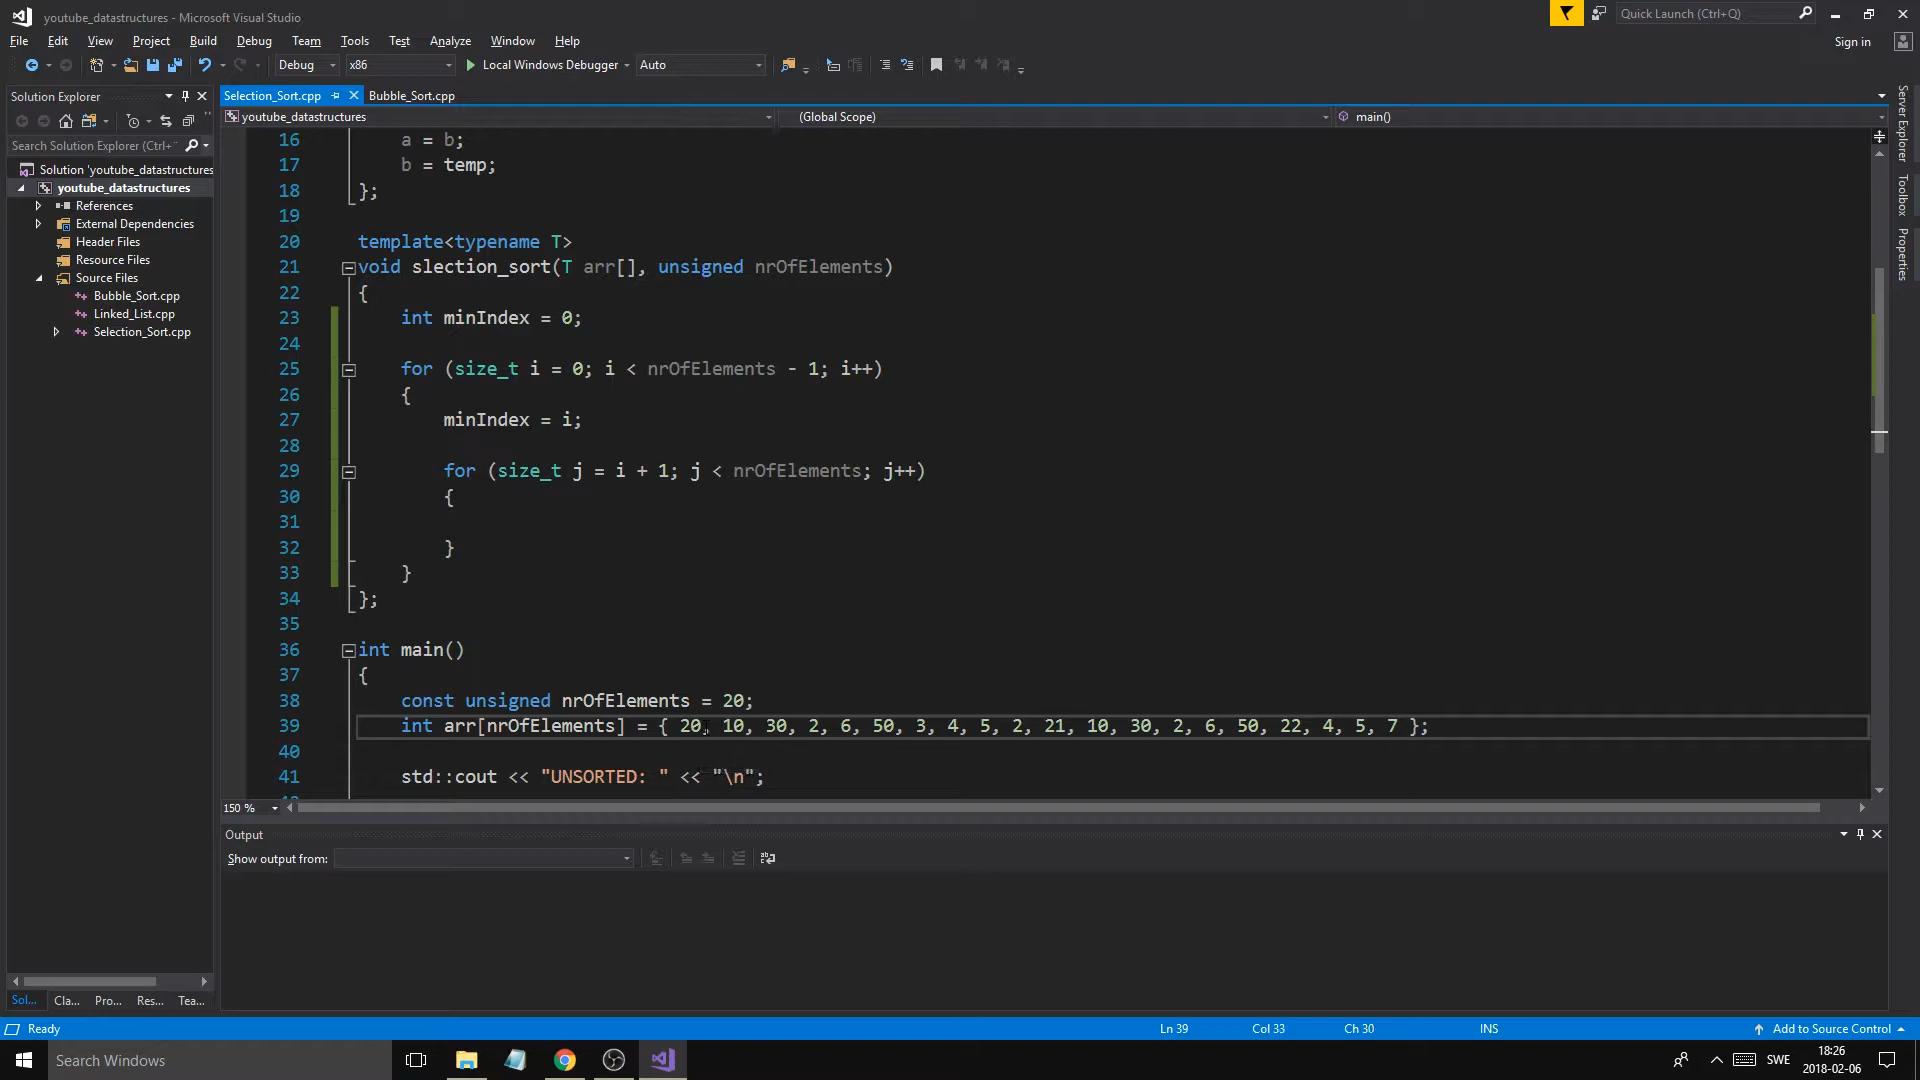 youtube_datastructures - Microsoft Visual Studio
Quick Launch (Ctrl+Q)
File Edit View Project Build Debug Team Tools Test Analyze Window Help
Sign in
Debug x86 Local Windows Debugger Auto
Solution Explorer
Selection_Sort.cpp Bubble_Sort.cpp
youtube_datastructures (Global Scope) main()
Search Solution Explorer (Ctrl+
Solution 'youtube_datastructures
youtube_datastructures
References
External Dependencies
Header Files
Resource Files
Source Files
Bubble_Sort.cpp
Linked_List.cpp
Selection_Sort.cpp
16 a = b;
17 b = temp;
18 };
19
20 template<typename T>
21 void slection_sort(T arr[], unsigned nrOfElements)
22 {
23 int minIndex = 0;
24
25 for (size_t i = 0; i < nrOfElements - 1; i++)
26 {
27 minIndex = i;
28
29 for (size_t j = i + 1; j < nrOfElements; j++)
30 {
31
32 }
33 }
34 };
35
36 int main()
37 {
38 const unsigned nrOfElements = 20;
39 int arr[nrOfElements] = { 20, 10, 30, 2, 6, 50, 3, 4, 5, 2, 21, 10, 30, 2, 6, 50, 22, 4, 5, 7 };
40
41 std::cout << "UNSORTED: " << "\n";
150 %
Server Explorer
Toolbox
Properties
Output
Show output from:
Sol... Cla... Pro... Res... Tea...
Ready
Ln 39 Col 33 Ch 30 INS
Add to Source Control
Search Windows
SWE
18:26
2018-02-06